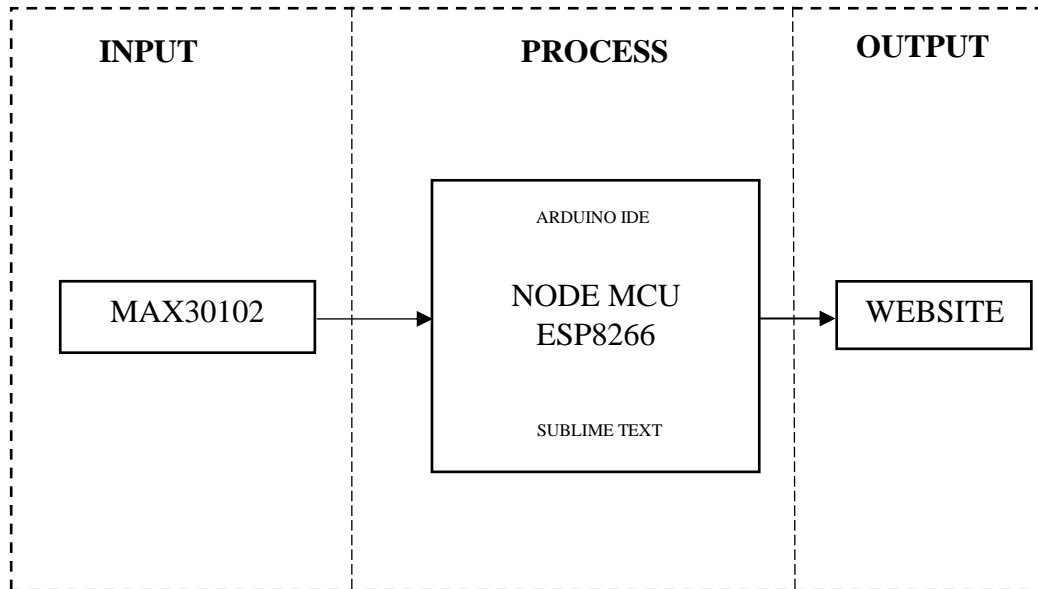 INPUT
PROCESS
OUTPUT
ARDUINO IDE
MAX30102
NODE MCU
ESP8266
WEBSITE
SUBLIME TEXT